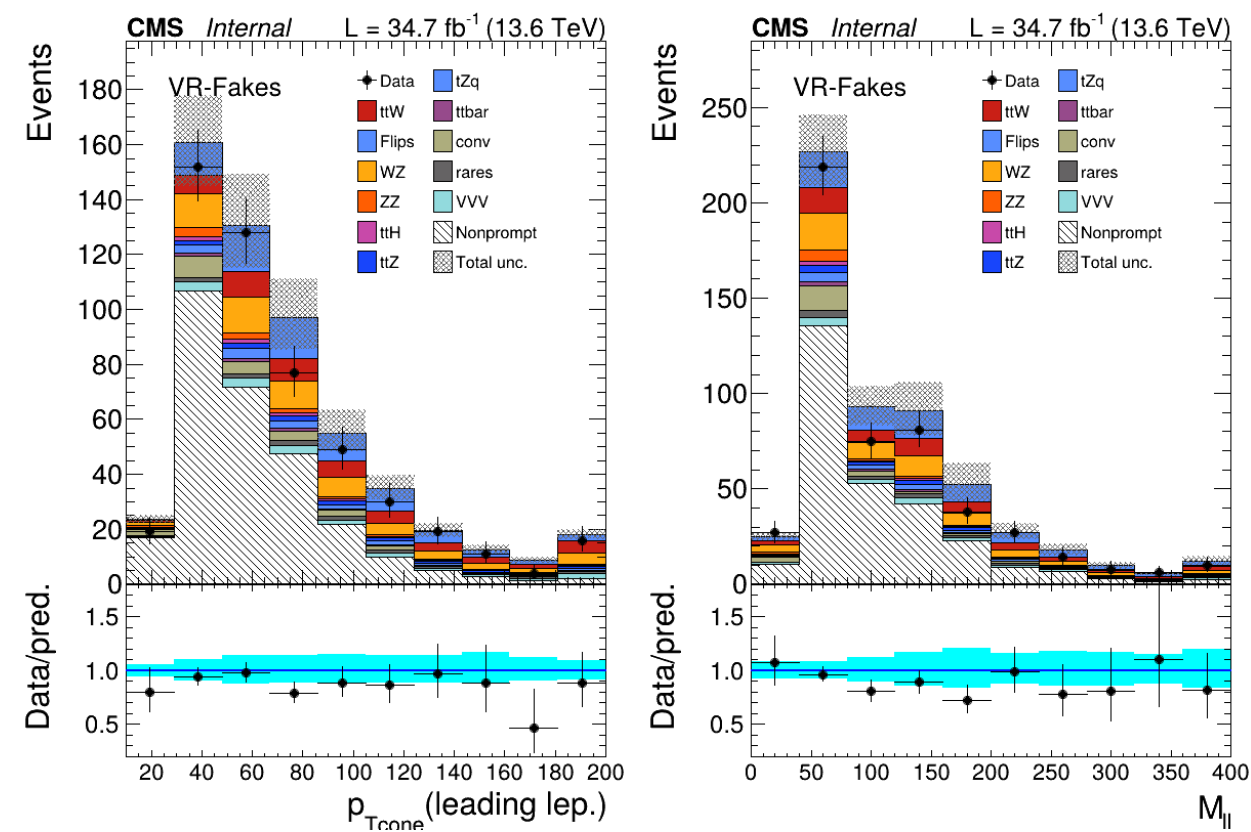 CMS Internal L = 34.7 fb⁻¹ (13.6 TeV)
Events
VR-Fakes
Data tZq
ttW ttbar
Flips conv
WZ rares
ZZ VVV
ttH Nonprompt
ttZ Total unc.
180
160
140
120
100
80
60
40
20
0
Data/pred.
1.5
1.0
0.5
20 40 60 80 100 120 140 160 180 200
p_Tcone (leading lep.)
CMS Internal L = 34.7 fb⁻¹ (13.6 TeV)
Events
VR-Fakes
Data tZq
ttW ttbar
Flips conv
WZ rares
ZZ VVV
ttH Nonprompt
ttZ Total unc.
250
200
150
100
50
0
Data/pred.
1.5
1.0
0.5
0 50 100 150 200 250 300 350 400
M_ll